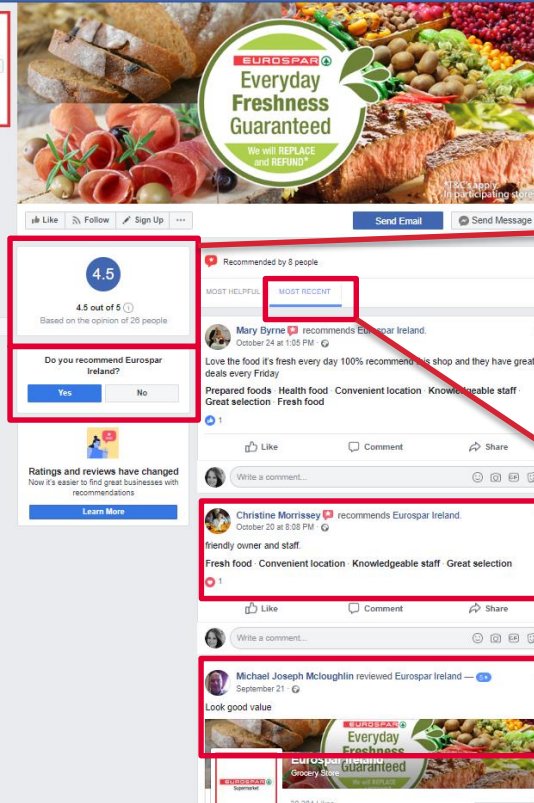 EUROSPAR
Everyday
Freshness
Guaranteed
We will REPLACE
and REFUND*
*T&C's apply.
In participating store
Like
Follow
Sign Up
Send Email
Send Message
4.5
4.5 out of 5
Based on the opinion of 26 people
Do you recommend Eurospar
Ireland?
Yes
No
Ratings and reviews have changed
Now it's easier to find great businesses with
recommendations
Learn More
Recommended by 8 people
MOST HELPFUL
MOST RECENT
Mary Byrne recommends Eurospar Ireland.
October 24 at 1:05 PM ·
Love the food it's fresh every day 100% recommend this shop and they have great
deals every Friday
Prepared foods · Health food · Convenient location · Knowledgeable staff ·
Great selection · Fresh food
1
Like Comment Share
Write a comment...
Christine Morrissey recommends Eurospar Ireland.
October 20 at 8:08 PM ·
friendly owner and staff.
Fresh food · Convenient location · Knowledgeable staff · Great selection
1
Like Comment Share
Write a comment...
Michael Joseph Mcloughlin reviewed Eurospar Ireland — 5★
September 21 ·
Look good value
EUROSPAR
Everyday
Freshness
Guaranteed
We will REPLACE
Eurospar Ireland
Grocery Store
EUROSPAR
Supermarket